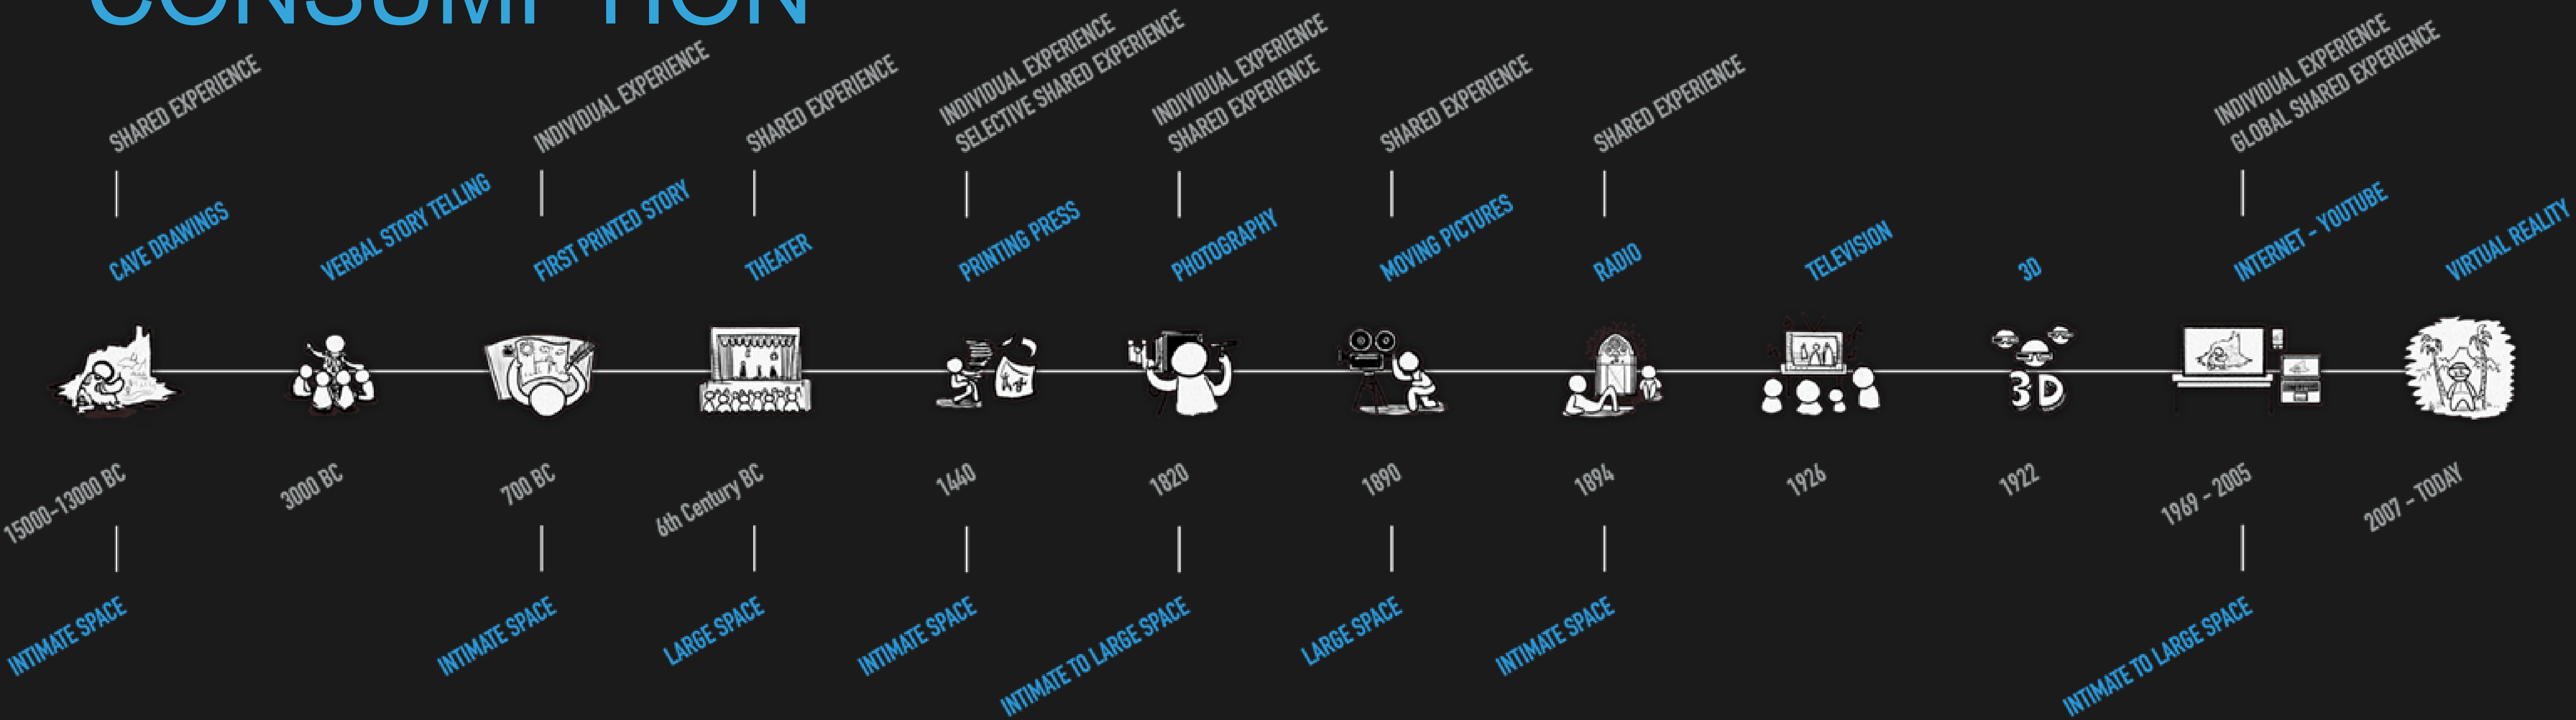 CONSUMPTION
SHARED EXPERIENCE
INDIVIDUAL EXPERIENCE
SHARED EXPERIENCE
INDIVIDUAL EXPERIENCE
SELECTIVE SHARED EXPERIENCE
INDIVIDUAL EXPERIENCE
SHARED EXPERIENCE
SHARED EXPERIENCE
SHARED EXPERIENCE
INDIVIDUAL EXPERIENCE
GLOBAL SHARED EXPERIENCE
CAVE DRAWINGS
VERBAL STORY TELLING
FIRST PRINTED STORY
THEATER
PRINTING PRESS
PHOTOGRAPHY
MOVING PICTURES
RADIO
TELEVISION
3D
INTERNET - YOUTUBE
VIRTUAL REALITY
3D
15000-13000 BC
3000 BC
700 BC
6th Century BC
1440
1820
1890
1894
1926
1922
1969 - 2005
2007 - TODAY
INTIMATE SPACE
INTIMATE SPACE
LARGE SPACE
INTIMATE SPACE
INTIMATE TO LARGE SPACE
LARGE SPACE
INTIMATE SPACE
INTIMATE TO LARGE SPACE